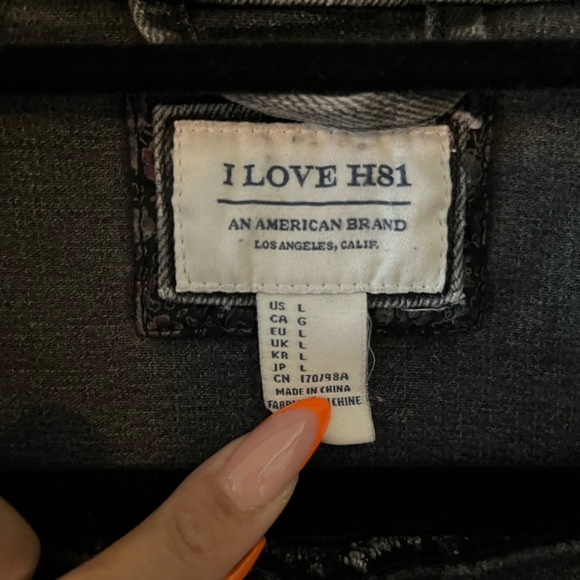 I LOVE H81
AN AMERICAN BRAND
LOS ANGELES, CALIF.
US L
CA G
EU L
UK L
KR L
JP L
CN 170/98A
MADE IN CHINA
CHINE